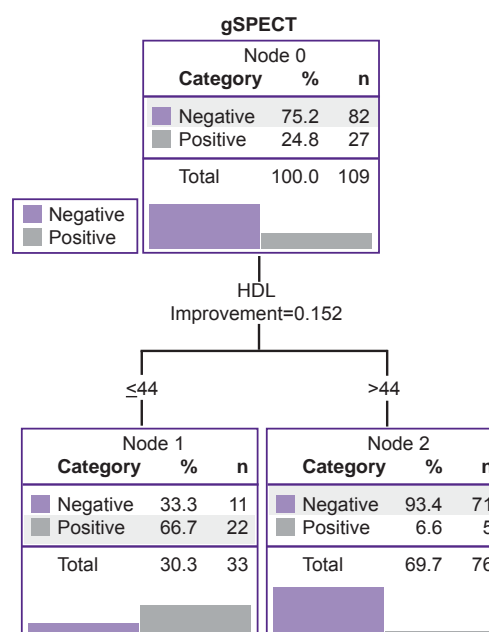 gSPECT
Node 0
Category % n
Negative 75.2 82
Positive 24.8 27
Total 100.0 109
Negative
Positive
HDL
Improvement=0.152
≤44 >44
Node 1
Category % n
Negative 33.3 11
Positive 66.7 22
Total 30.3 33
Node 2
Category % n
Negative 93.4 71
Positive 6.6 5
Total 69.7 76